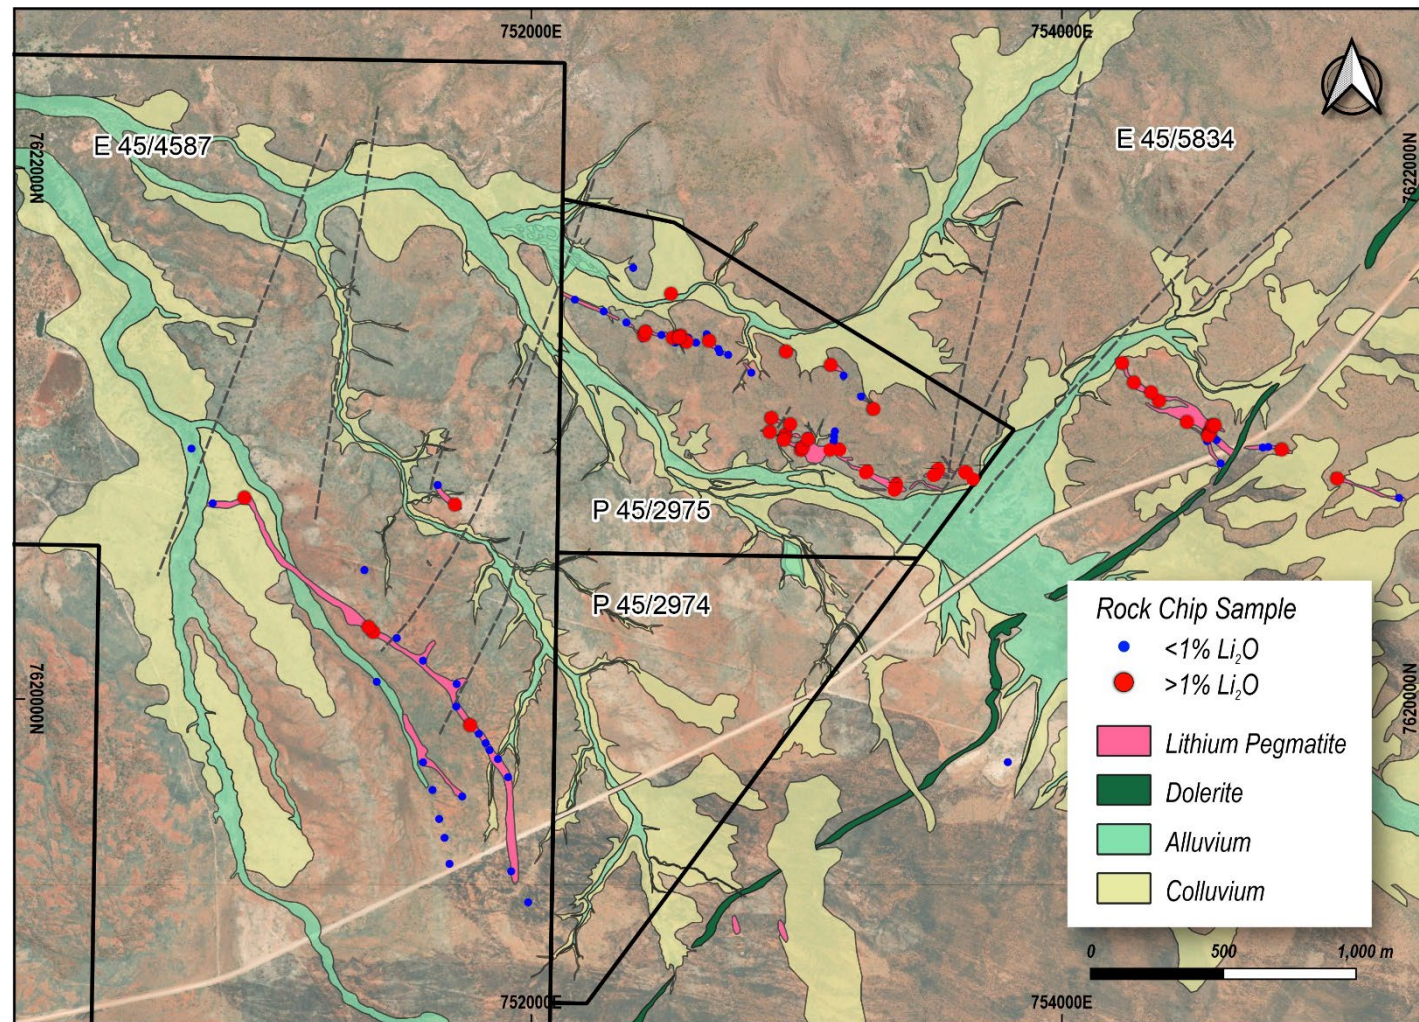 752000E
754000E
E 45/4587
E 45/5834
7622000N
7622000N
P 45/2975
P 45/2974
7620000N
7620000N
Rock Chip Sample
<1% Li₂O
>1% Li₂O
Lithium Pegmatite
Dolerite
Alluvium
Colluvium
0 500 1,000 m
752000E
754000E